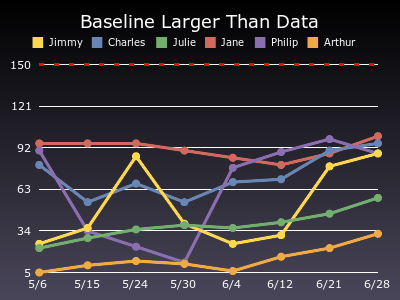 Baseline Larger Than Data
Jimmy Charles Julie Jane Philip Arthur
150
121
92
63
34
5
5/6 5/15 5/24 5/30 6/4 6/12 6/21 6/28